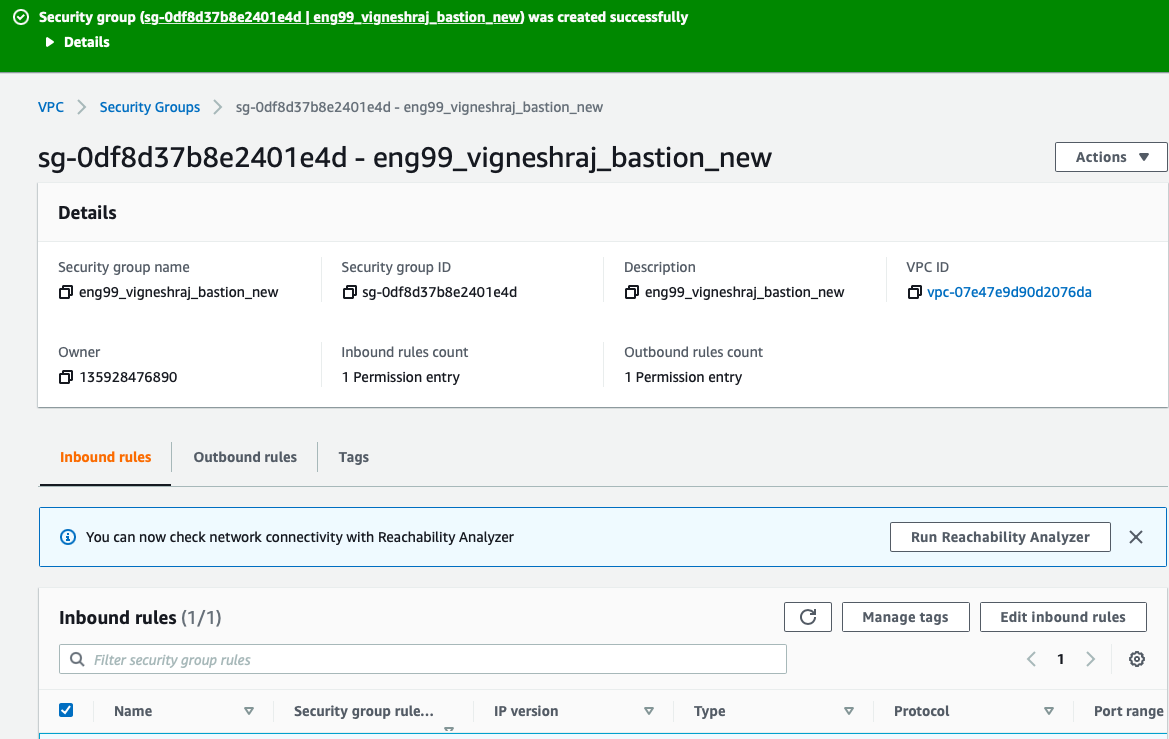 Security group (sg-0df8d37b8e2401e4d | eng99_vigneshraj_bastion_new) was created successfully
Details
VPC Security Groups sg-0df8d37b8e2401e4d - eng99_vigneshraj_bastion_new
sg-0df8d37b8e2401e4d - eng99_vigneshraj_bastion_new Actions
Details
Security group name Security group ID Description VPC ID
eng99_vigneshraj_bastion_new sg-0df8d37b8e2401e4d eng99_vigneshraj_bastion_new vpc-07e47e9d90d2076da
Owner Inbound rules count Outbound rules count
135928476890 1 Permission entry 1 Permission entry
Inbound rules Outbound rules Tags
You can now check network connectivity with Reachability Analyzer Run Reachability Analyzer
Inbound rules (1/1) Manage tags Edit inbound rules
Filter security group rules 1
Name Security group rule... IP version Type Protocol Port range